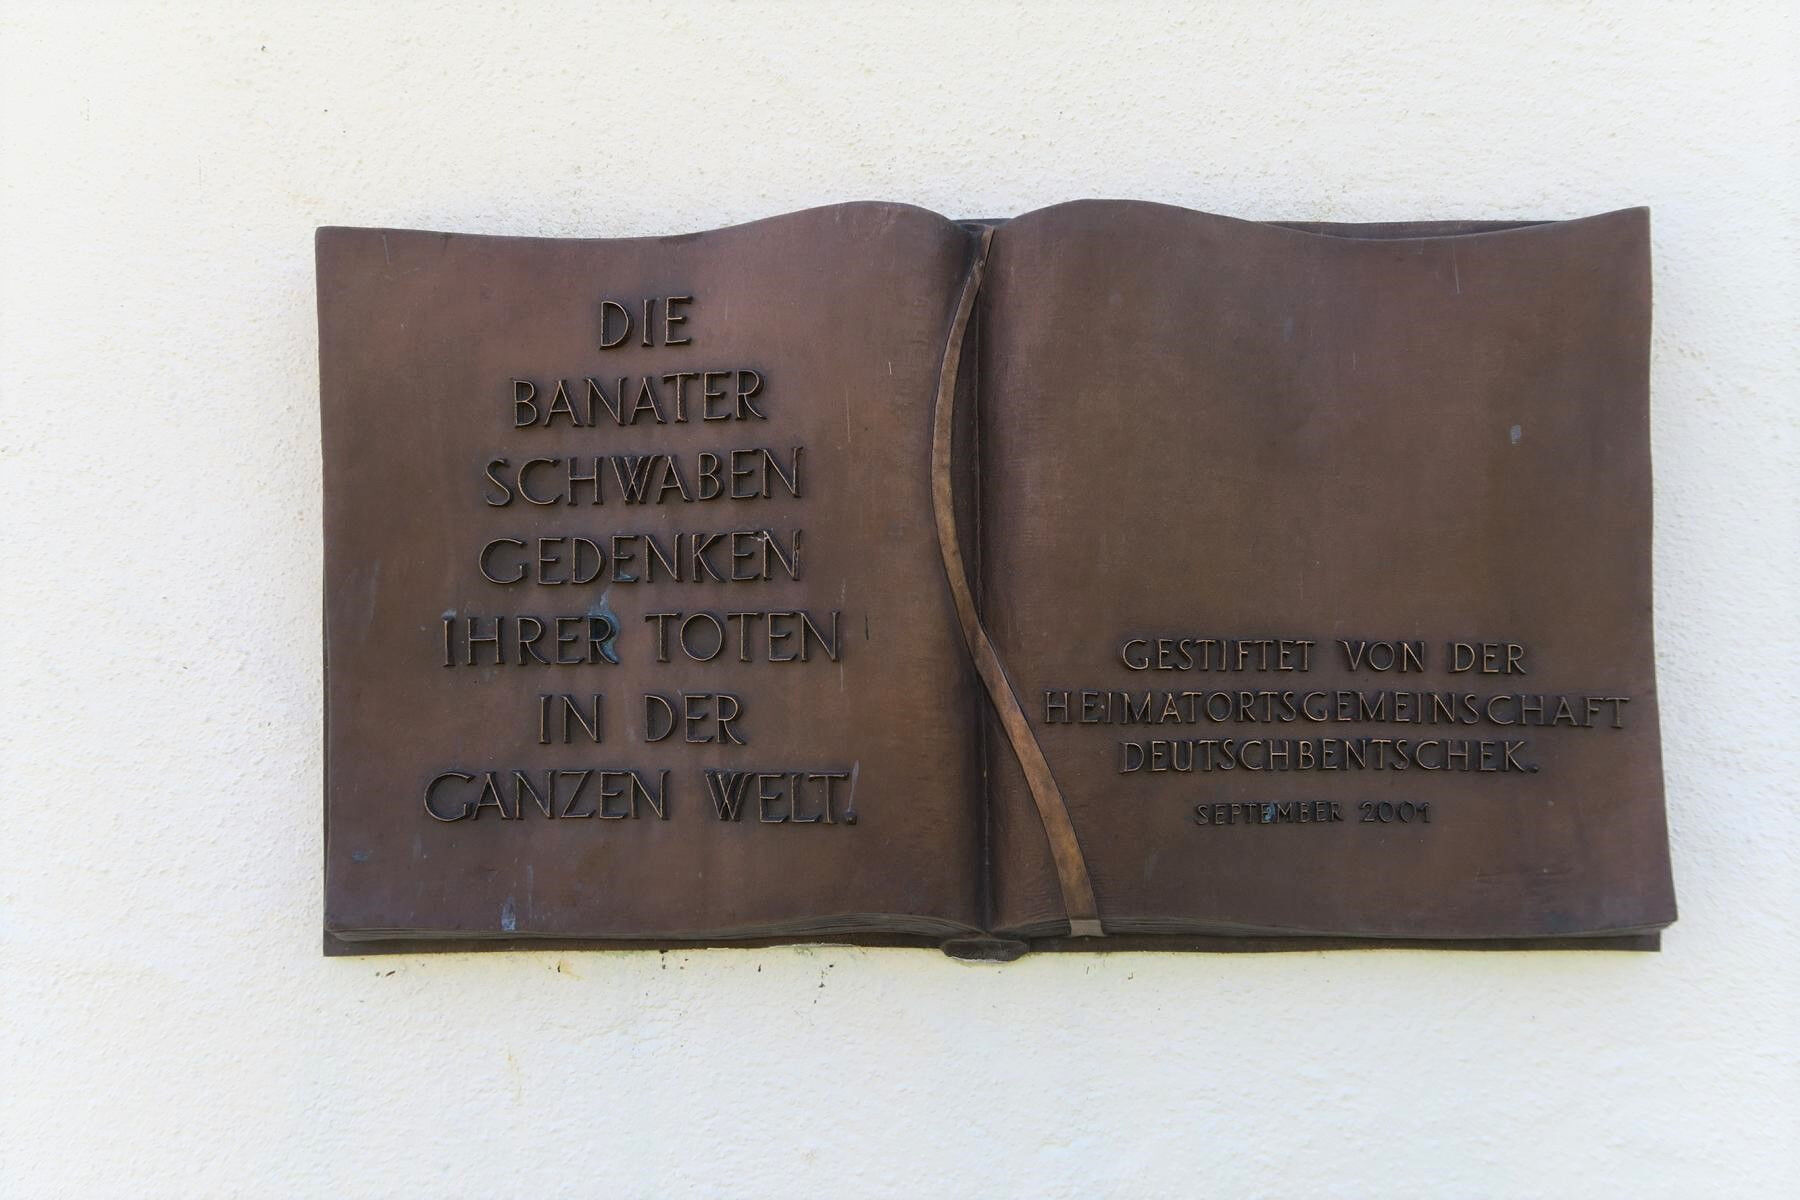 DIE
BANATER
SCHWABEN
GEDENKEN
IHRER TOTEN
IN DER
GANZEN WELT.
GESTIFTET VON DER
HEIMATORTSGEMEINSCHAFT
DEUTSCHBENTSCHEK.
SEPTEMBER 2001